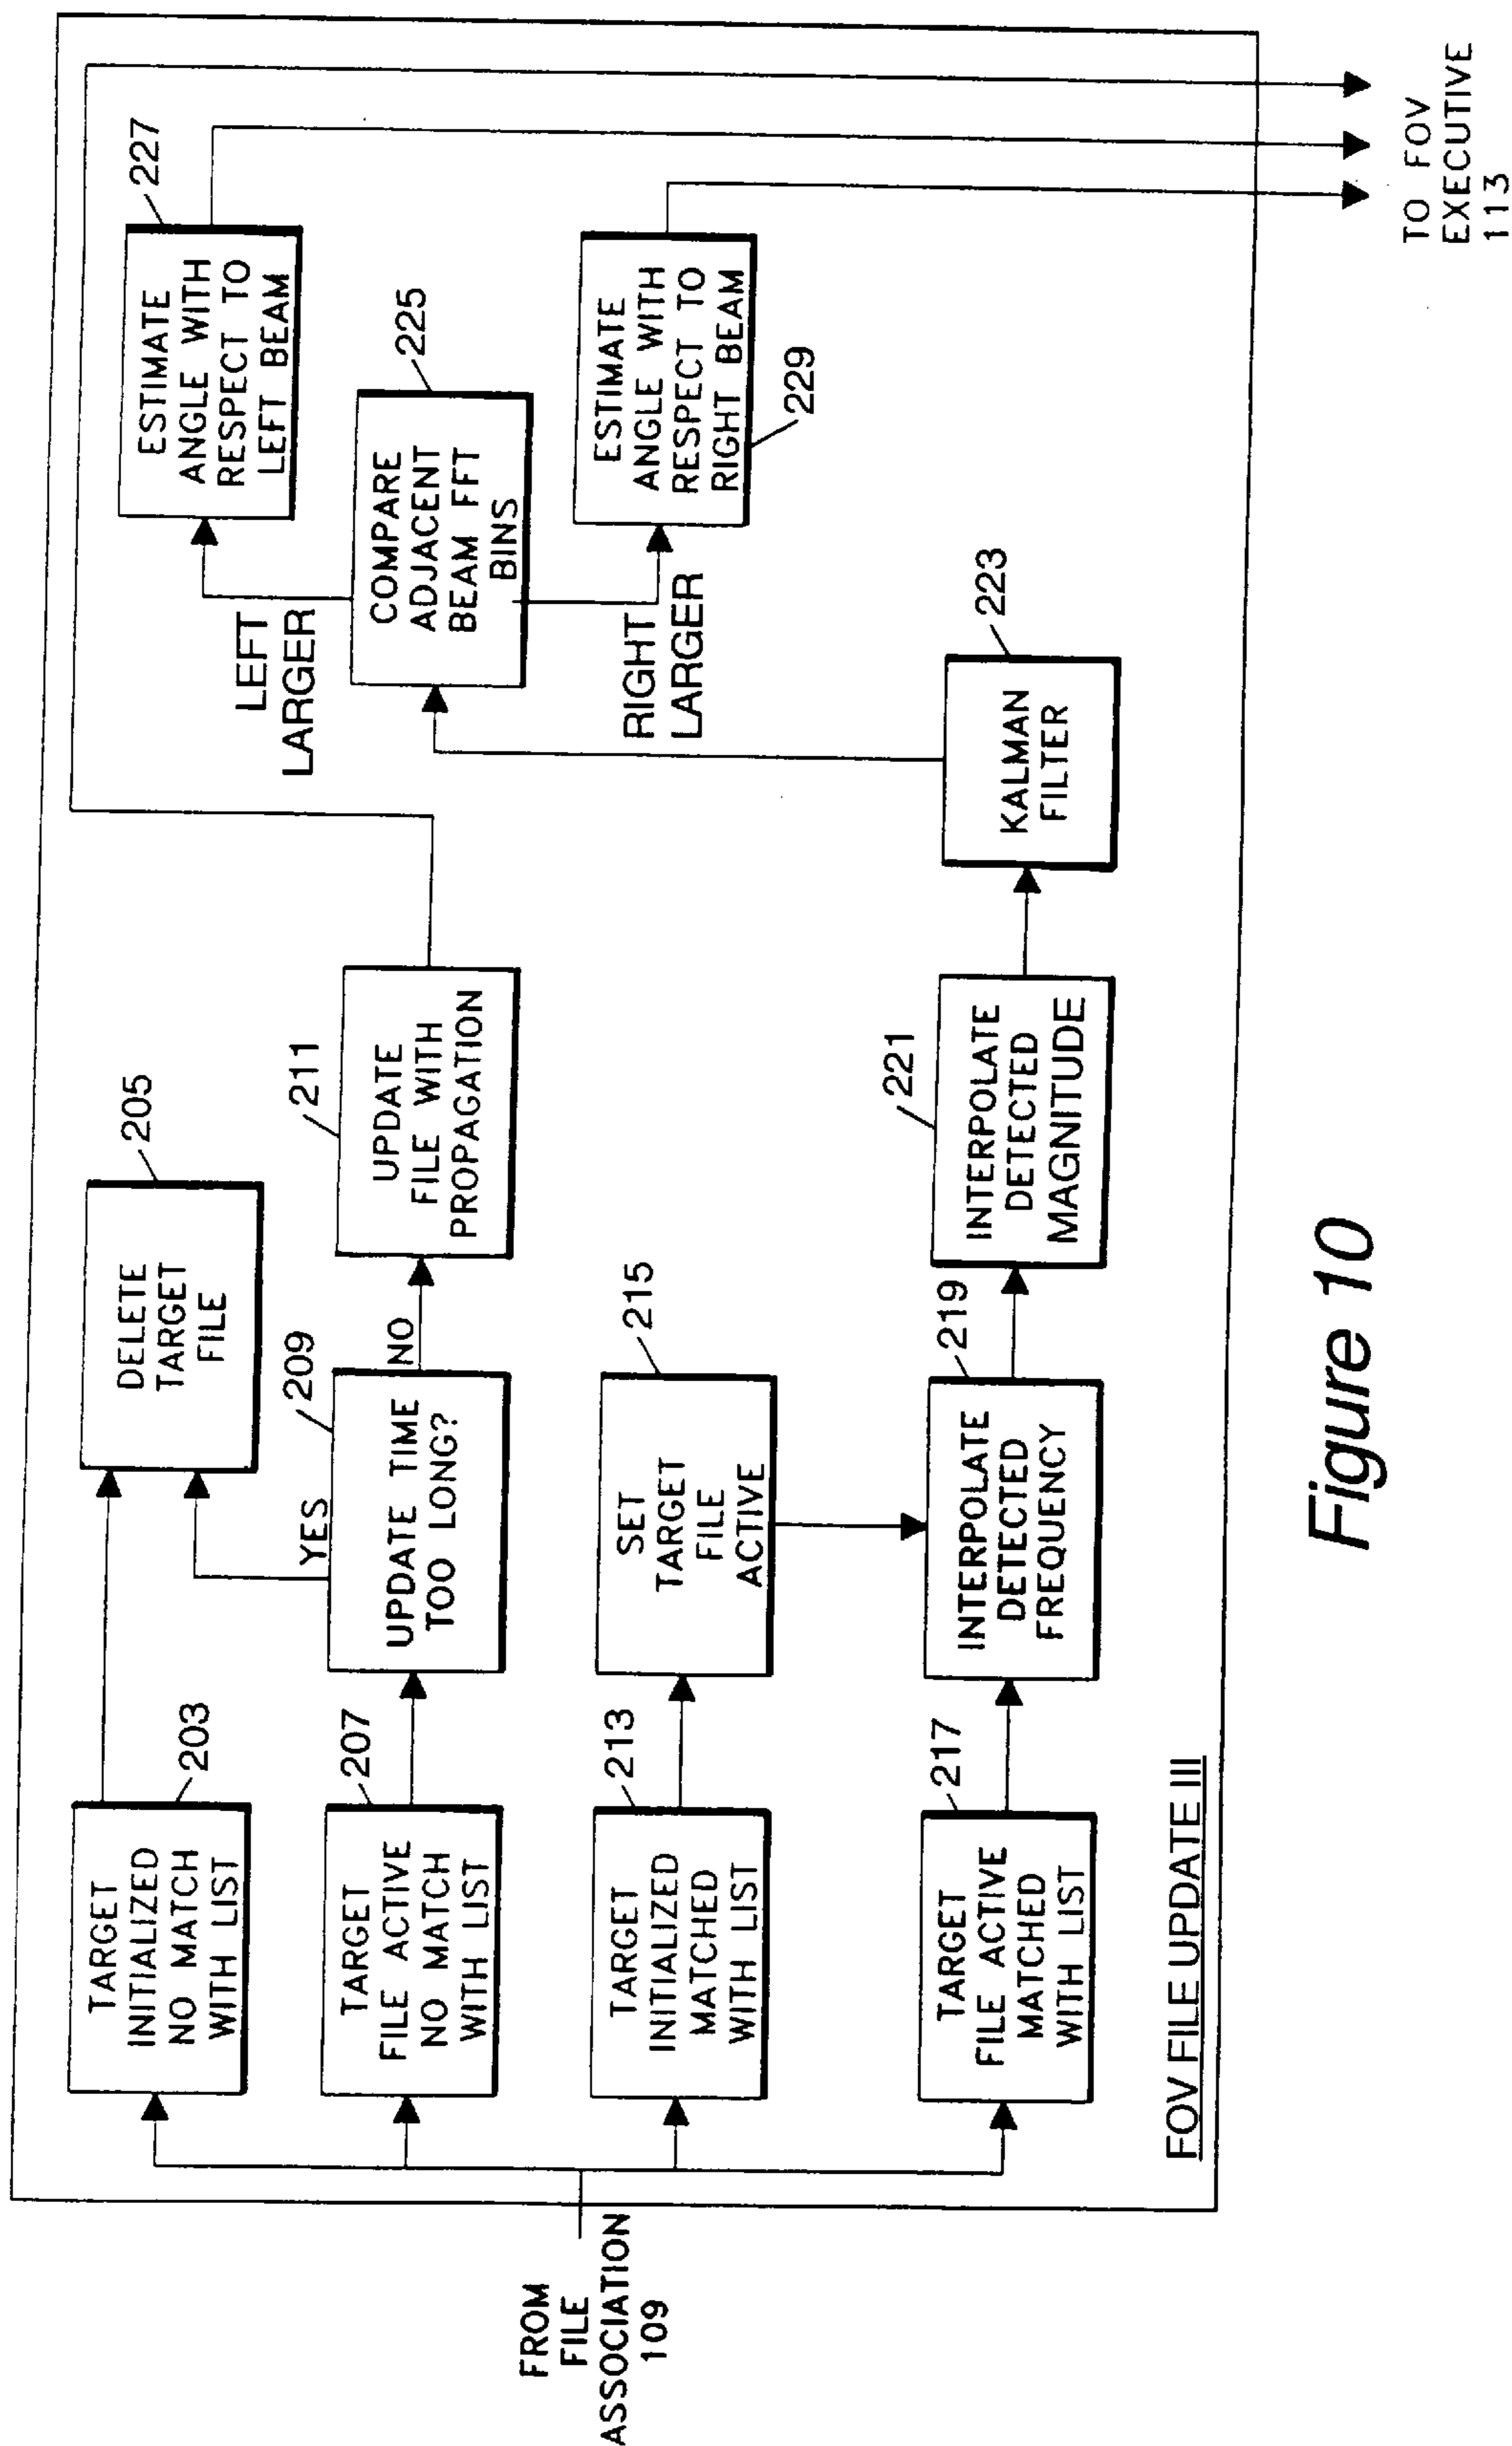 FROM
FILE
ASSOCIATION
109
TARGET
INITIALIZED
NO MATCH
WITH LIST
203
DELETE
TARGET
FILE
205
TARGET
FILE ACTIVE
NO MATCH
WITH LIST
207
YES
UPDATE TIME
TOO LONG?
209
NO
UPDATE
FILE WITH
PROPAGATION
211
TARGET
INITIALIZED
MATCHED
WITH LIST
213
SET
TARGET
FILE
ACTIVE
215
TARGET
FILE ACTIVE
MATCHED
WITH LIST
217
INTERPOLATE
DETECTED
FREQUENCY
219
INTERPOLATE
DETECTED
MAGNITUDE
221
KALMAN
FILTER
223
COMPARE
ADJACENT
BEAM FFT
BINS
225
LEFT
LARGER
ESTIMATE
ANGLE WITH
RESPECT TO
LEFT BEAM
227
RIGHT
LARGER
ESTIMATE
ANGLE WITH
RESPECT TO
RIGHT BEAM
229
TO FOV
EXECUTIVE
113
FOV FILE UPDATE III
Figure 10